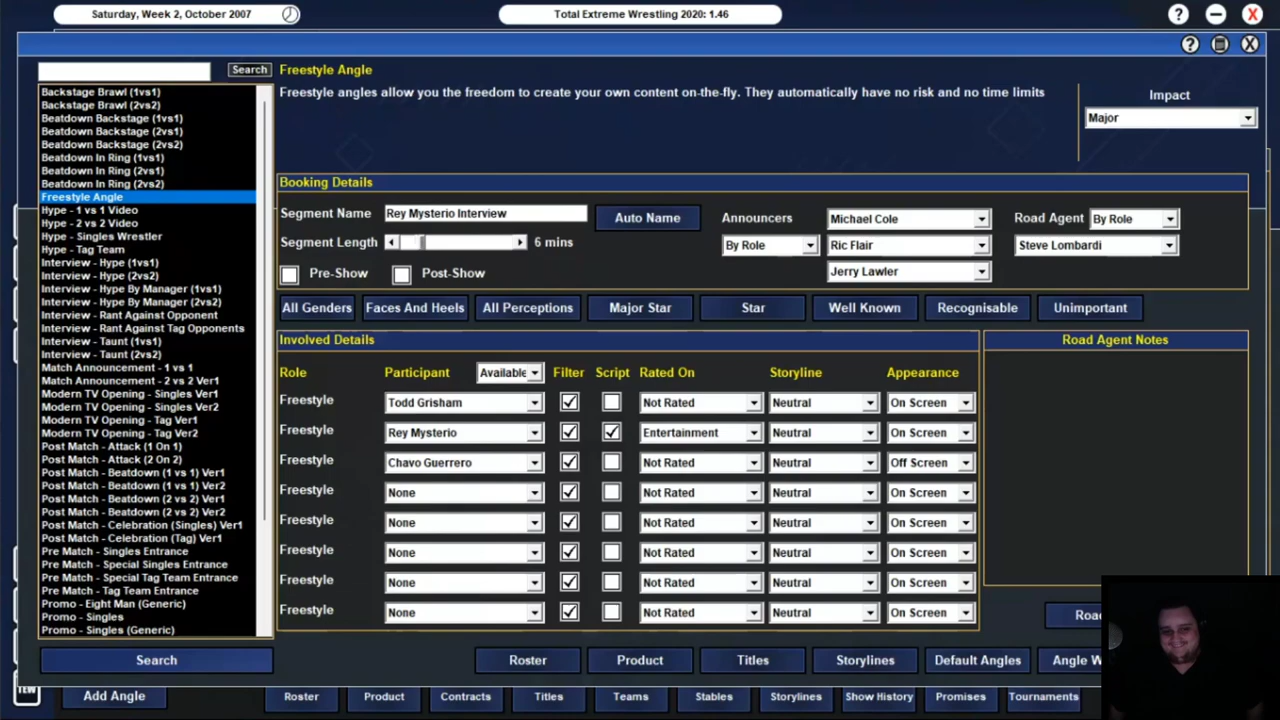 Saturday, Week 2, October 2007
Total Extreme Wrestling 2020: 1.46
? – X
? X
Search
Backstage Brawl (1vs1)
Backstage Brawl (2vs2)
Beatdown Backstage (1vs1)
Beatdown Backstage (2vs1)
Beatdown Backstage (2vs2)
Beatdown In Ring (1vs1)
Beatdown In Ring (2vs1)
Beatdown In Ring (2vs2)
Freestyle Angle
Hype - 1 vs 1 Video
Hype - 2 vs 2 Video
Hype - Singles Wrestler
Hype - Tag Team
Interview - Hype (1vs1)
Interview - Hype (2vs2)
Interview - Hype By Manager (1vs1)
Interview - Hype By Manager (2vs2)
Interview - Rant Against Opponent
Interview - Rant Against Tag Opponents
Interview - Taunt (1vs1)
Interview - Taunt (2vs2)
Match Announcement - 1 vs 1
Match Announcement - 2 vs 2 Ver1
Modern TV Opening - Singles Ver1
Modern TV Opening - Singles Ver2
Modern TV Opening - Tag Ver1
Modern TV Opening - Tag Ver2
Post Match - Attack (1 On 1)
Post Match - Attack (2 On 2)
Post Match - Beatdown (1 vs 1) Ver1
Post Match - Beatdown (1 vs 1) Ver2
Post Match - Beatdown (2 vs 2) Ver1
Post Match - Beatdown (2 vs 2) Ver2
Post Match - Celebration (Singles) Ver1
Post Match - Celebration (Tag) Ver1
Pre Match - Singles Entrance
Pre Match - Special Singles Entrance
Pre Match - Special Tag Team Entrance
Pre Match - Tag Team Entrance
Promo - Eight Man (Generic)
Promo - Singles
Promo - Singles (Generic)
Search
Freestyle Angle
Freestyle angles allow you the freedom to create your own content on-the-fly. They automatically have no risk and no time limits
Impact
Major
Booking Details
Segment Name Rey Mysterio Interview Auto Name Announcers Michael Cole Road Agent By Role
Segment Length 6 mins By Role Ric Flair Steve Lombardi
Pre-Show Post-Show Jerry Lawler
All Genders Faces And Heels All Perceptions Major Star Star Well Known Recognisable Unimportant
Involved Details
Role Participant Available Filter Script Rated On Storyline Appearance
Freestyle Todd Grisham Not Rated Neutral On Screen
Freestyle Rey Mysterio Entertainment Neutral On Screen
Freestyle Chavo Guerrero Not Rated Neutral Off Screen
Freestyle None Not Rated Neutral On Screen
Freestyle None Not Rated Neutral On Screen
Freestyle None Not Rated Neutral On Screen
Freestyle None Not Rated Neutral On Screen
Freestyle None Not Rated Neutral On Screen
Road Agent Notes
Roa
Roster Product Titles Storylines Default Angles Angle W
TEW Add Angle Roster Product Contracts Titles Teams Stables Storylines Show History Promises Tournaments